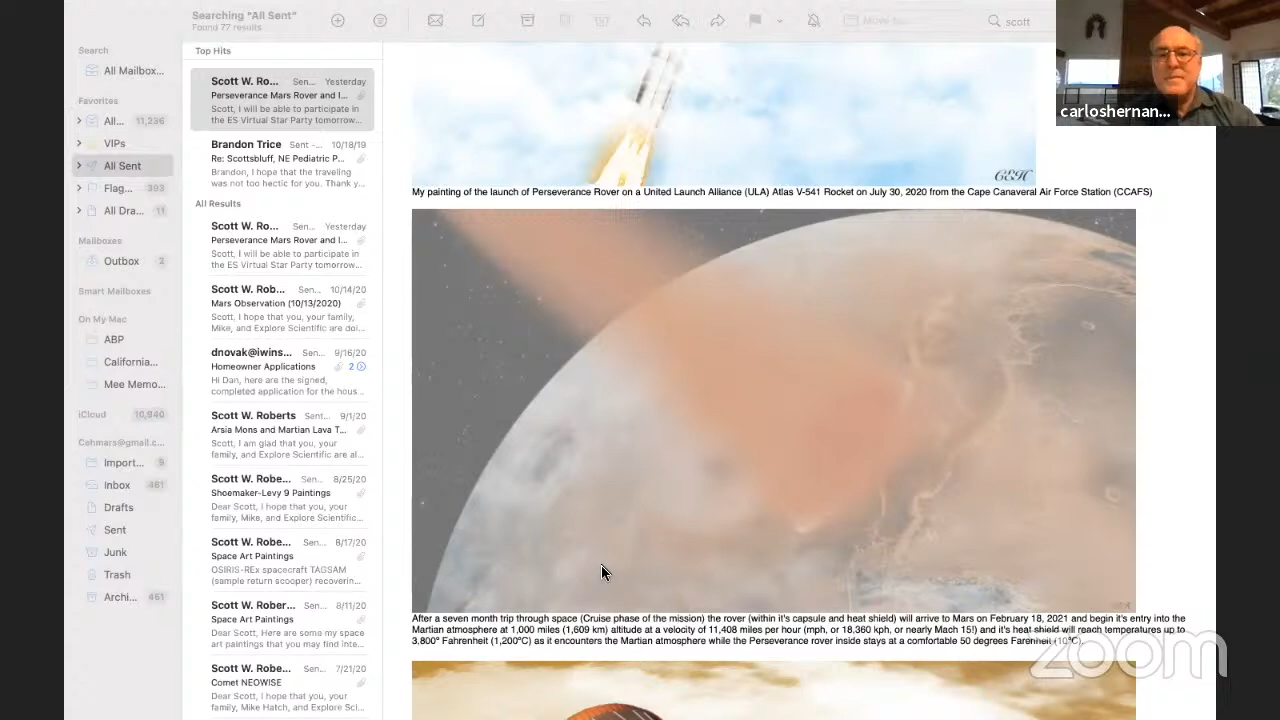 Searching "All Sent"
Found 77 results
Move to...
scott
Search
All Mailbox...
Favorites
All... 11,236
VIPs
All Sent
Flag... 393
All Dra... 11
Mailboxes
Outbox 2
Smart Mailboxes
On My Mac
ABP
California...
Mee Memo...
iCloud 10,940
Cehmars@gmail.c...
Import... 9
Inbox 461
Drafts
Sent
Junk
Trash
Archi... 451
Top Hits
Scott W. Ro... Sen... Yesterday
Perseverance Mars Rover and I...
Scott, I will be able to participate in
the ES Virtual Star Party tomorrow...
Brandon Trice Sent -... 10/18/19
Re: Scottsbluff, NE Pediatric P...
Brandon, I hope that the traveling
was not too hectic for you. Thank y...
All Results
Scott W. Ro... Sen... Yesterday
Perseverance Mars Rover and I...
Scott, I will be able to participate in
the ES Virtual Star Party tomorrow...
Scott W. Rob... Sen... 10/14/20
Mars Observation (10/13/2020)
Scott, I hope that you, your family,
Mike, and Explore Scientific are doi...
dnovak@iwins... Sen... 9/16/20
Homeowner Applications 2
Hi Dan, here are the signed,
completed application for the hous...
Scott W. Roberts Sent... 9/1/20
Arsia Mons and Martian Lava T...
Scott, I am glad that you, your
family, and Explore Scientific are al...
Scott W. Robe... Sen... 8/25/20
Shoemaker-Levy 9 Paintings
Dear Scott, I hope that you, your
family, Mike, and Explore Scientific...
Scott W. Robe... Sen... 8/17/20
Space Art Paintings
OSIRIS-REx spacecraft TAGSAM
(sample return scooper) recoverin...
Scott W. Rober... Sen... 8/11/20
Space Art Paintings
Dear Scott, Here are some my space
art paintings that you may find inte...
Scott W. Robe... Sen... 7/21/20
Comet NEOWISE
Dear Scott, I hope that you, your
family, Mike Hatch, and Explore Sci...
CEH
My painting of the launch of Perseverance Rover on a United Launch Alliance (ULA) Atlas V-541 Rocket on July 30, 2020 from the Cape Canaveral Air Force Station (CCAFS)
CEH
After a seven month trip through space (Cruise phase of the mission) the rover (within it's capsule and heat shield) will arrive to Mars on February 18, 2021 and begin it's entry into the
Martian atmosphere at 1,000 miles (1,609 km) altitude at a velocity of 11,408 miles per hour (mph, or 18,360 kph, or nearly Mach 15!) and it's heat shield will reach temperatures up to
3,800° Fahrenheit (1,200°C) as it encounters the Martian atmosphere while the Perseverance rover inside stays at a comfortable 50 degrees Farenheit (10°C).
carloshernan...
zoom